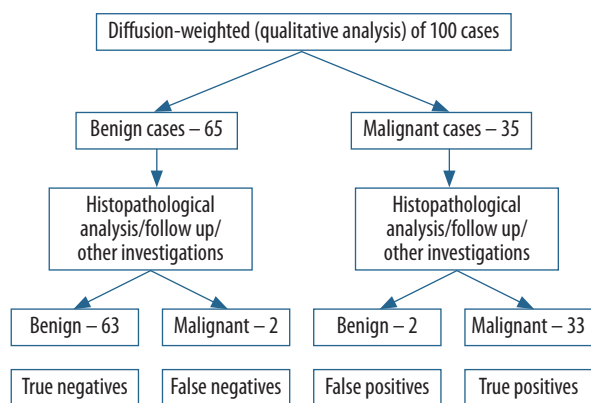 Diffusion-weighted (qualitative analysis) of 100 cases
Benign cases – 65
Malignant cases – 35
Histopathological
analysis/follow up/
other investigations
Histopathological
analysis/follow up/
other investigations
Benign – 63
Malignant – 2
Benign – 2
Malignant – 33
True negatives
False negatives
False positives
True positives